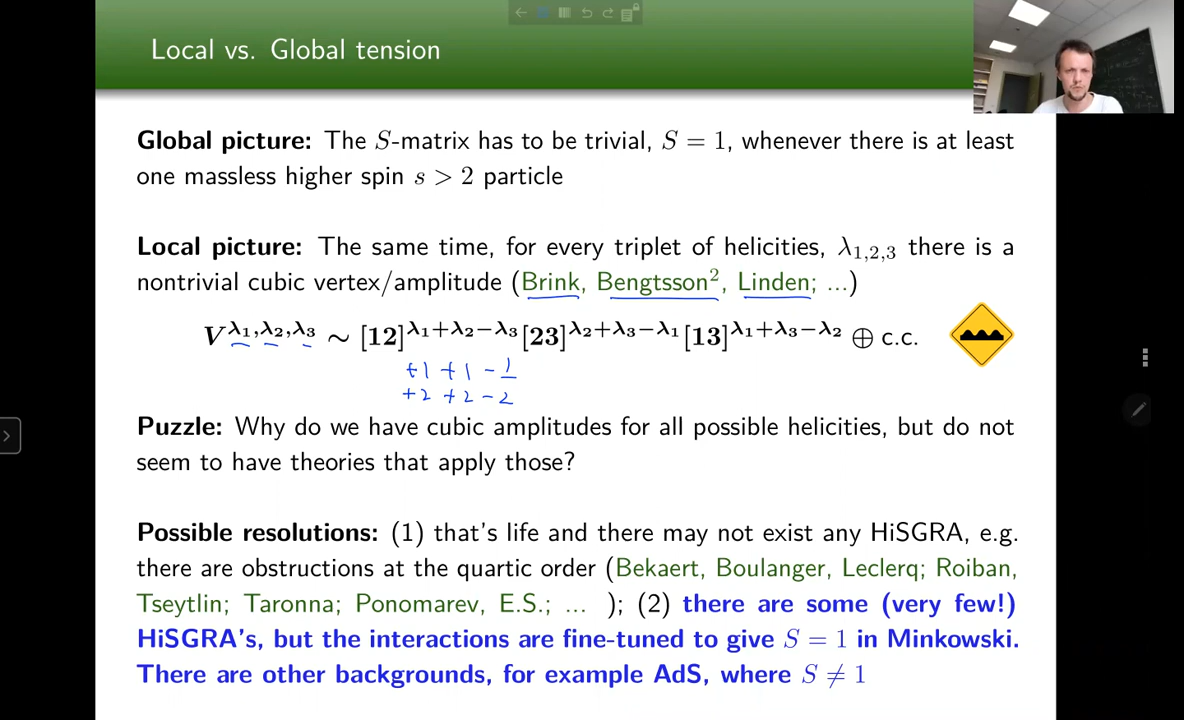 Local vs. Global tension
Global picture: The S-matrix has to be trivial, S = 1, whenever there is at least
one massless higher spin s > 2 particle
Local picture: The same time, for every triplet of helicities, λ₁,₂,₃ there is a
nontrivial cubic vertex/amplitude (Brink, Bengtsson², Linden; ...)
V^{λ₁,λ₂,λ₃} ∼ [12]^{λ₁+λ₂−λ₃}[23]^{λ₂+λ₃−λ₁}[13]^{λ₁+λ₃−λ₂} ⊕ c.c.
+1 +1 −1
+2 +2 −2
Puzzle: Why do we have cubic amplitudes for all possible helicities, but do not
seem to have theories that apply those?
Possible resolutions: (1) that's life and there may not exist any HiSGRA, e.g.
there are obstructions at the quartic order (Bekaert, Boulanger, Leclerq; Roiban,
Tseytlin; Taronna; Ponomarev, E.S.; ... ); (2) there are some (very few!)
HiSGRA's, but the interactions are fine-tuned to give S = 1 in Minkowski.
There are other backgrounds, for example AdS, where S ≠ 1